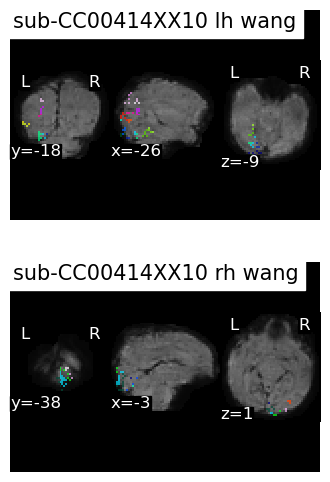 sub-CC00414XX10 lh wang
L R L R
y=-18 x=-26 z=-9
sub-CC00414XX10 rh wang
L R L R
y=-38 x=-3 z=1